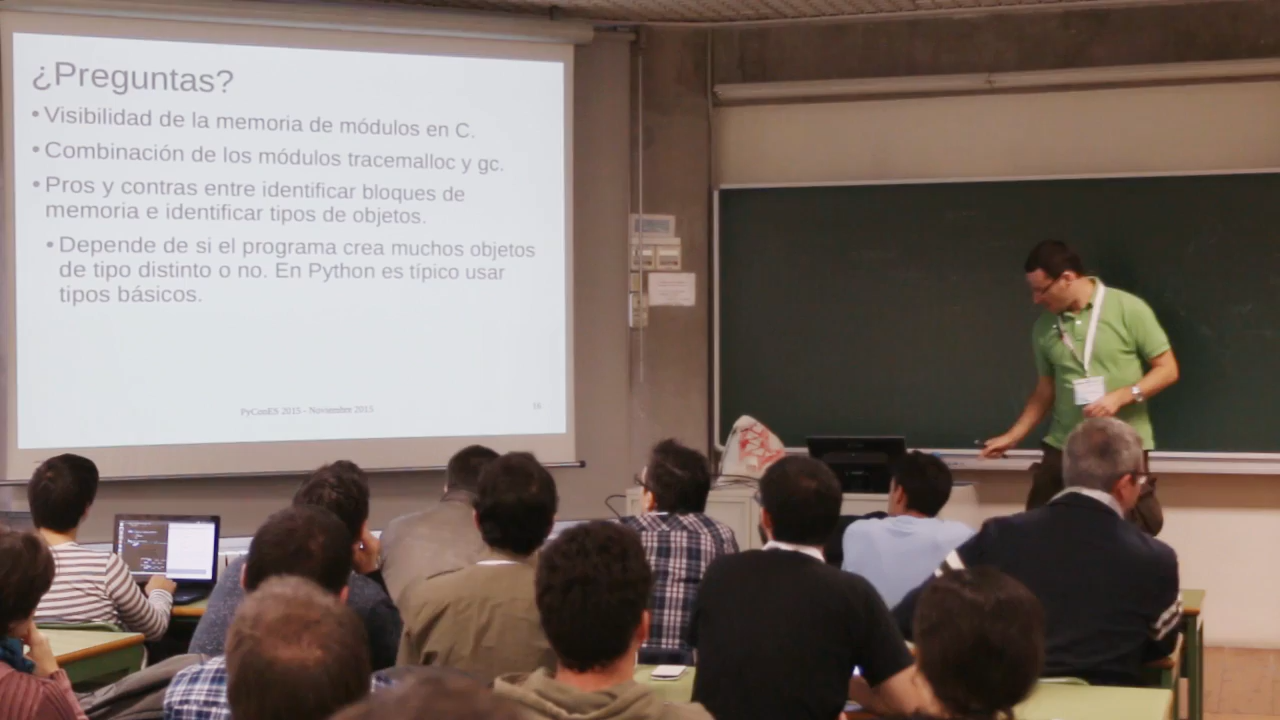 ¿Preguntas?
• Visibilidad de la memoria de módulos en C.
• Combinación de los módulos tracemalloc y gc.
• Pros y contras entre identificar bloques de
memoria e identificar tipos de objetos.
• Depende de si el programa crea muchos objetos
de tipo distinto o no. En Python es típico usar
tipos básicos.
PyConES 2015 - Noviembre 2015
16